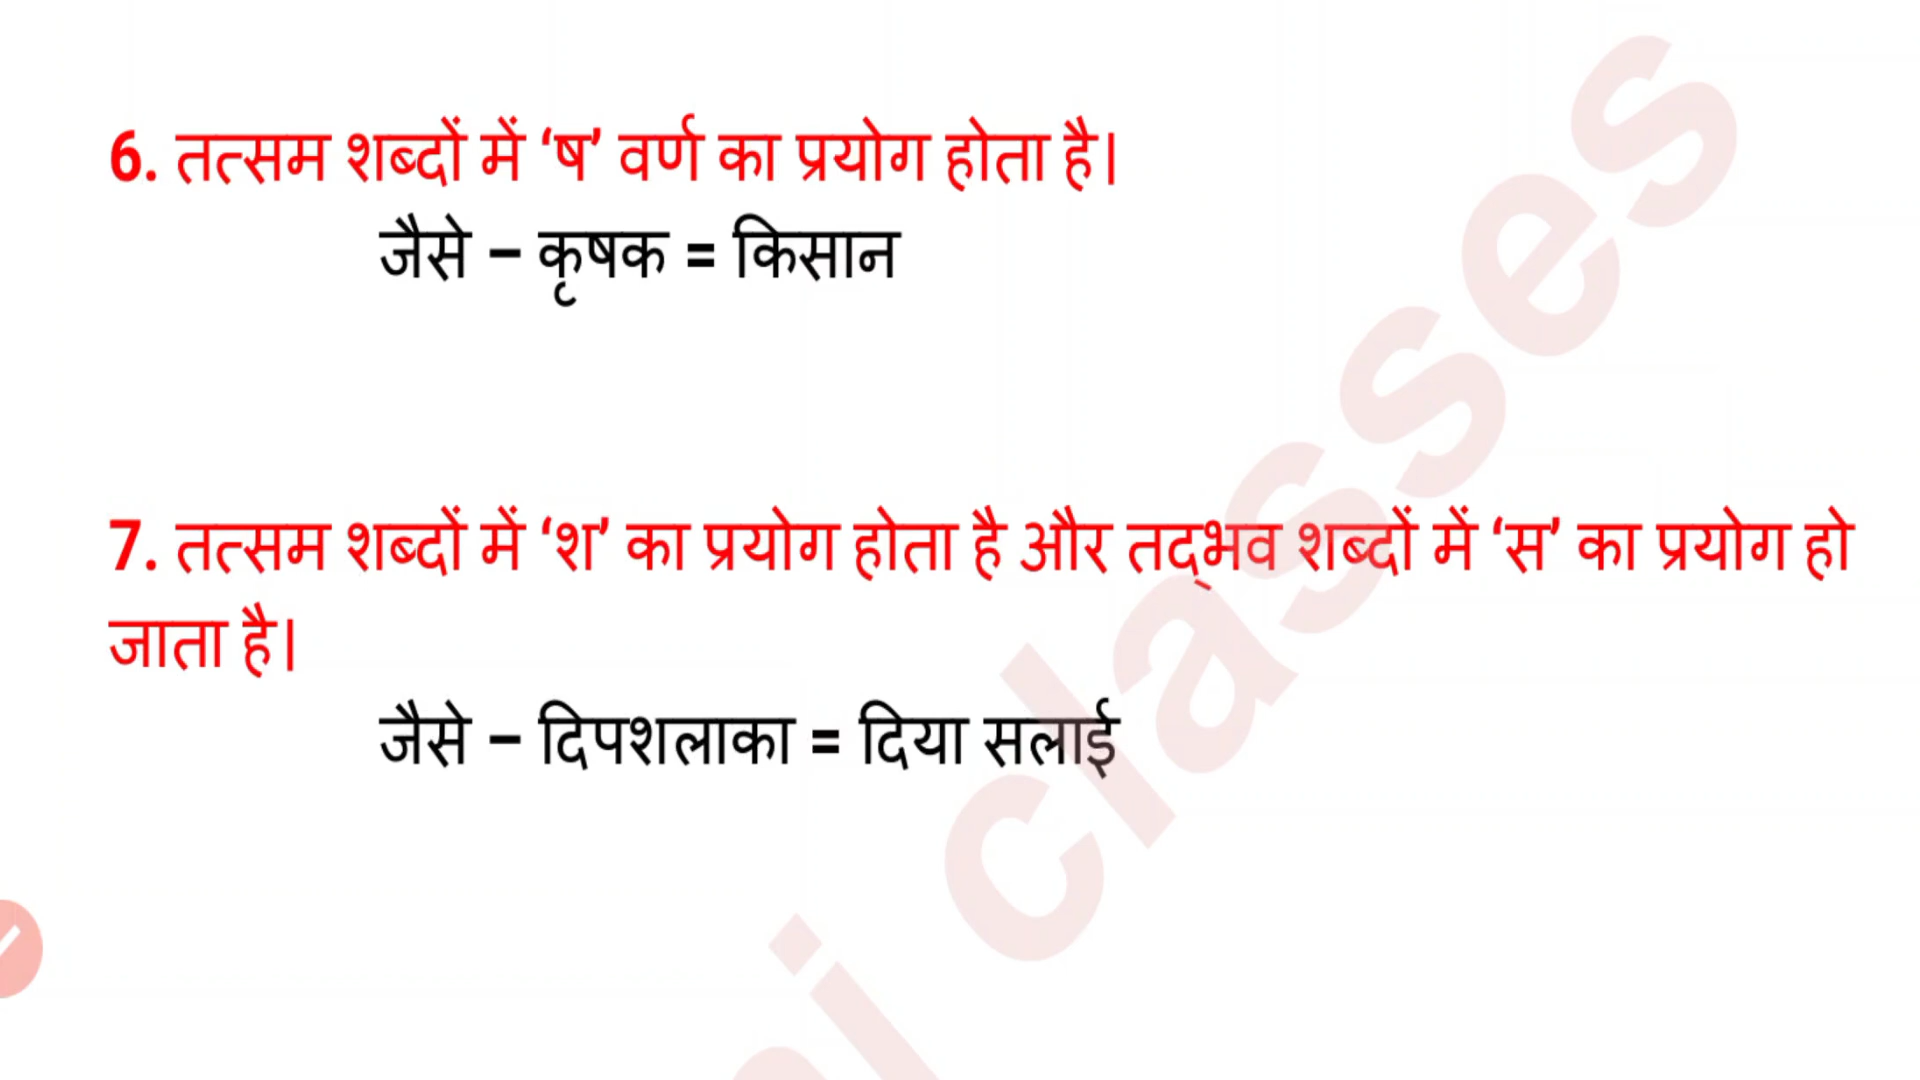 6. तत्सम शब्दों में ‘ष’ वर्ण का प्रयोग होता है।
जैसे – कृषक = किसान
7. तत्सम शब्दों में ‘श’ का प्रयोग होता है और तद्भव शब्दों में ‘स’ का प्रयोग हो
जाता है।
जैसे – दिपशलाका = दिया सलाई
classes